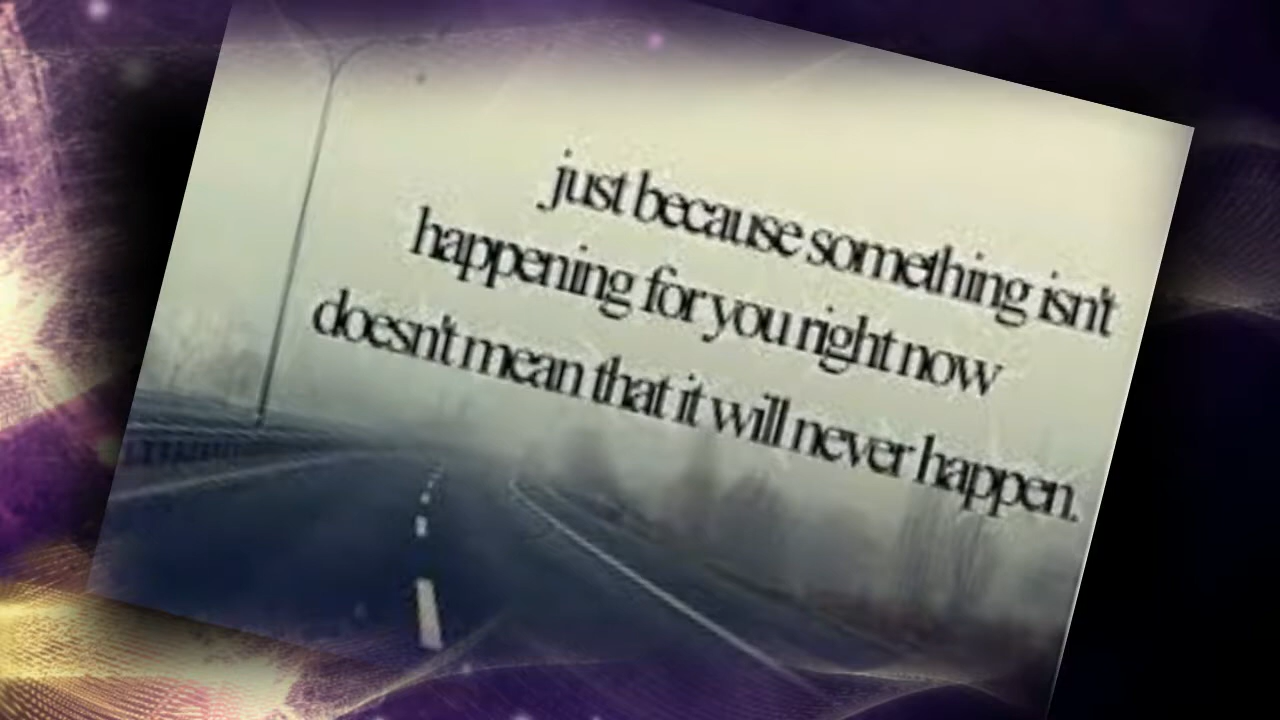 just because something isn't
happening for you right now
doesn't mean that it will never happen.